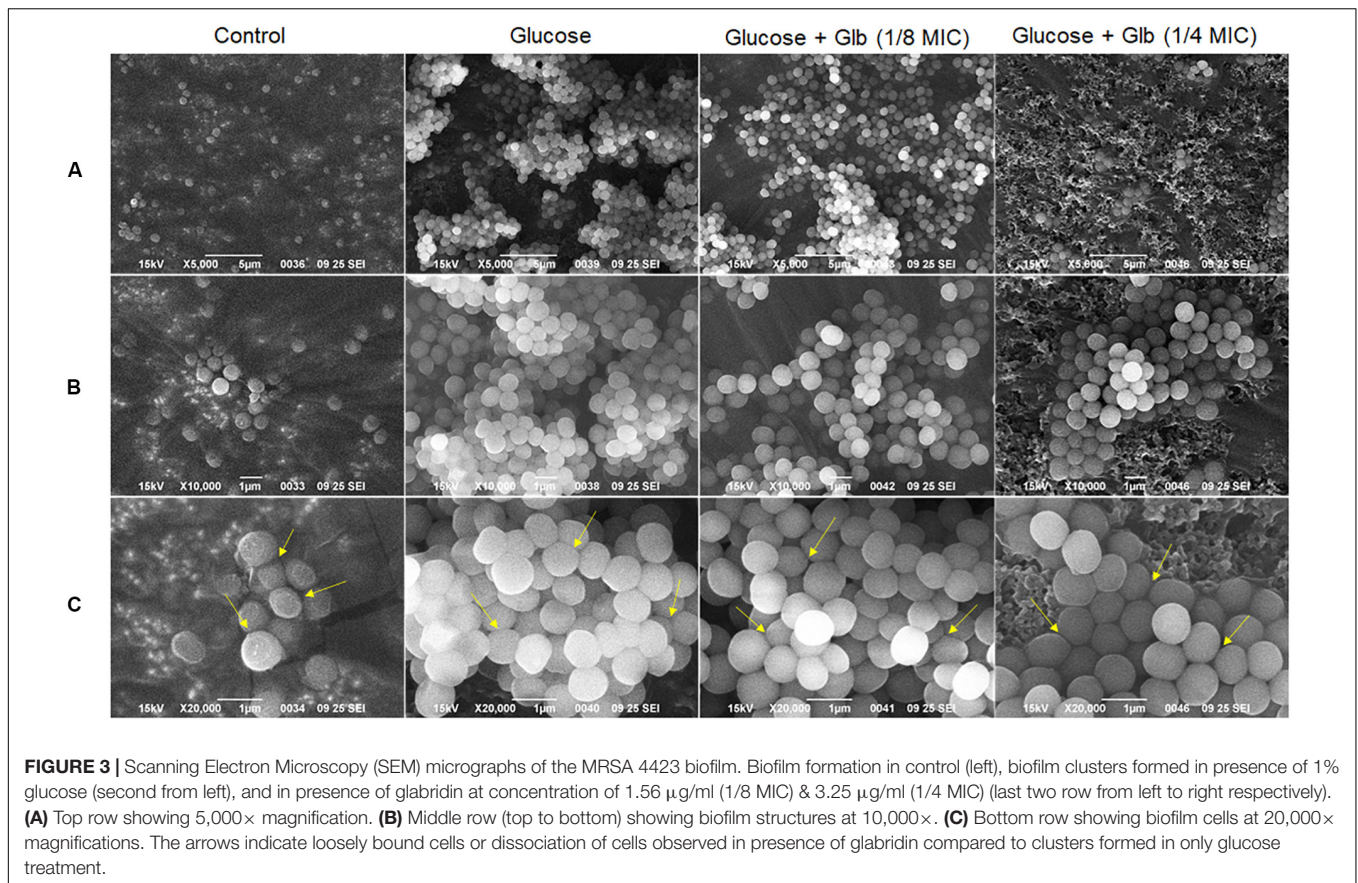 Control Glucose Glucose + Glb (1/8 MIC) Glucose + Glb (1/4 MIC)
A
15kV X5,000 5µm 0036 09 25 SEI 15kV X5,000 5µm 0039 09 25 SEI 15kV X5,000 5µm 09 25 SEI 15kV X5,000 5µm 0046 09 25 SEI
B
15kV X10,000 1µm 0033 09 25 SEI 15kV X10,000 1µm 0038 09 25 SEI 15kV X10,000 1µm 0042 09 25 SEI 15kV X10,000 1µm 0046 09 25 SEI
C
15kV X20,000 1µm 0034 09 25 SEI 15kV X20,000 1µm 0040 09 25 SEI 15kV X20,000 1µm 0041 09 25 SEI 15kV X20,000 1µm 0046 09 25 SEI
FIGURE 3 | Scanning Electron Microscopy (SEM) micrographs of the MRSA 4423 biofilm. Biofilm formation in control (left), biofilm clusters formed in presence of 1%
glucose (second from left), and in presence of glabridin at concentration of 1.56 μg/ml (1/8 MIC) & 3.25 μg/ml (1/4 MIC) (last two row from left to right respectively).
(A) Top row showing 5,000× magnification. (B) Middle row (top to bottom) showing biofilm structures at 10,000×. (C) Bottom row showing biofilm cells at 20,000×
magnifications. The arrows indicate loosely bound cells or dissociation of cells observed in presence of glabridin compared to clusters formed in only glucose
treatment.